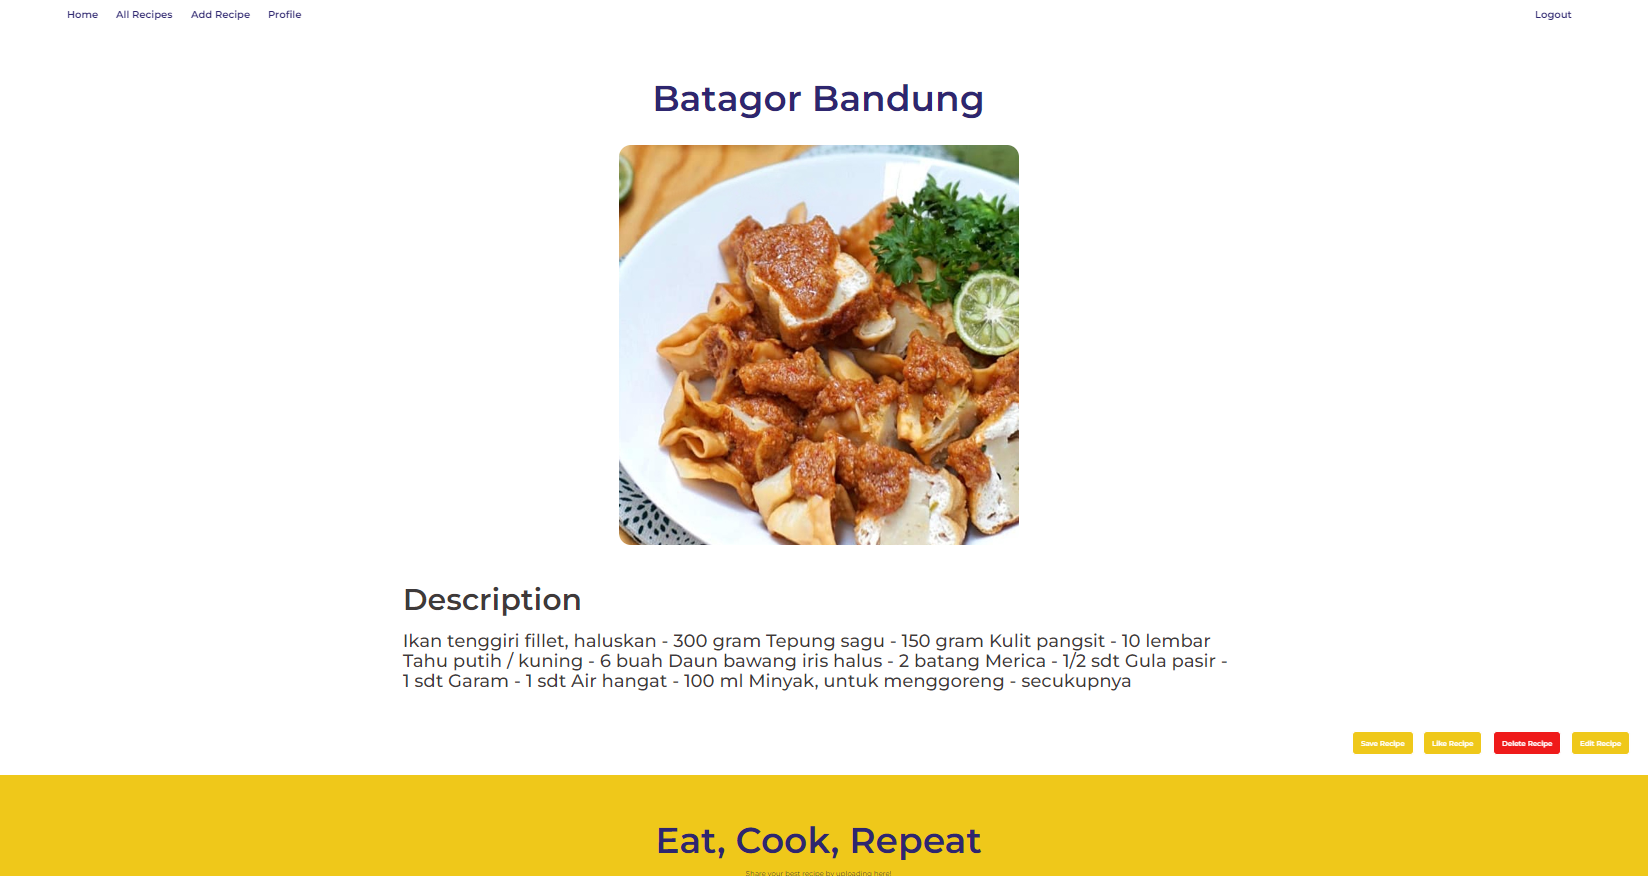 Home All Recipes Add Recipe Profile Logout
Batagor Bandung
Description
Ikan tenggiri fillet, haluskan - 300 gram Tepung sagu - 150 gram Kulit pangsit - 10 lembar
Tahu putih / kuning - 6 buah Daun bawang iris halus - 2 batang Merica - 1/2 sdt Gula pasir -
1 sdt Garam - 1 sdt Air hangat - 100 ml Minyak, untuk menggoreng - secukupnya
Save Recipe Like Recipe Delete Recipe Edit Recipe
Eat, Cook, Repeat
Share your best recipe by uploading here!